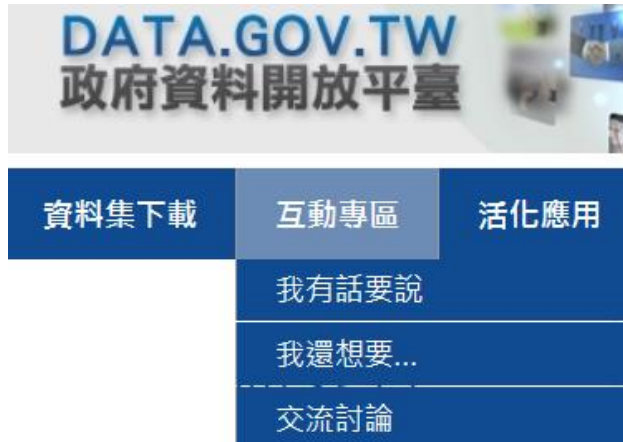 DATA.GOV.TW
政府資料開放平臺
資料集下載 互動專區 活化應用
我有話要說
我還想要...
交流討論